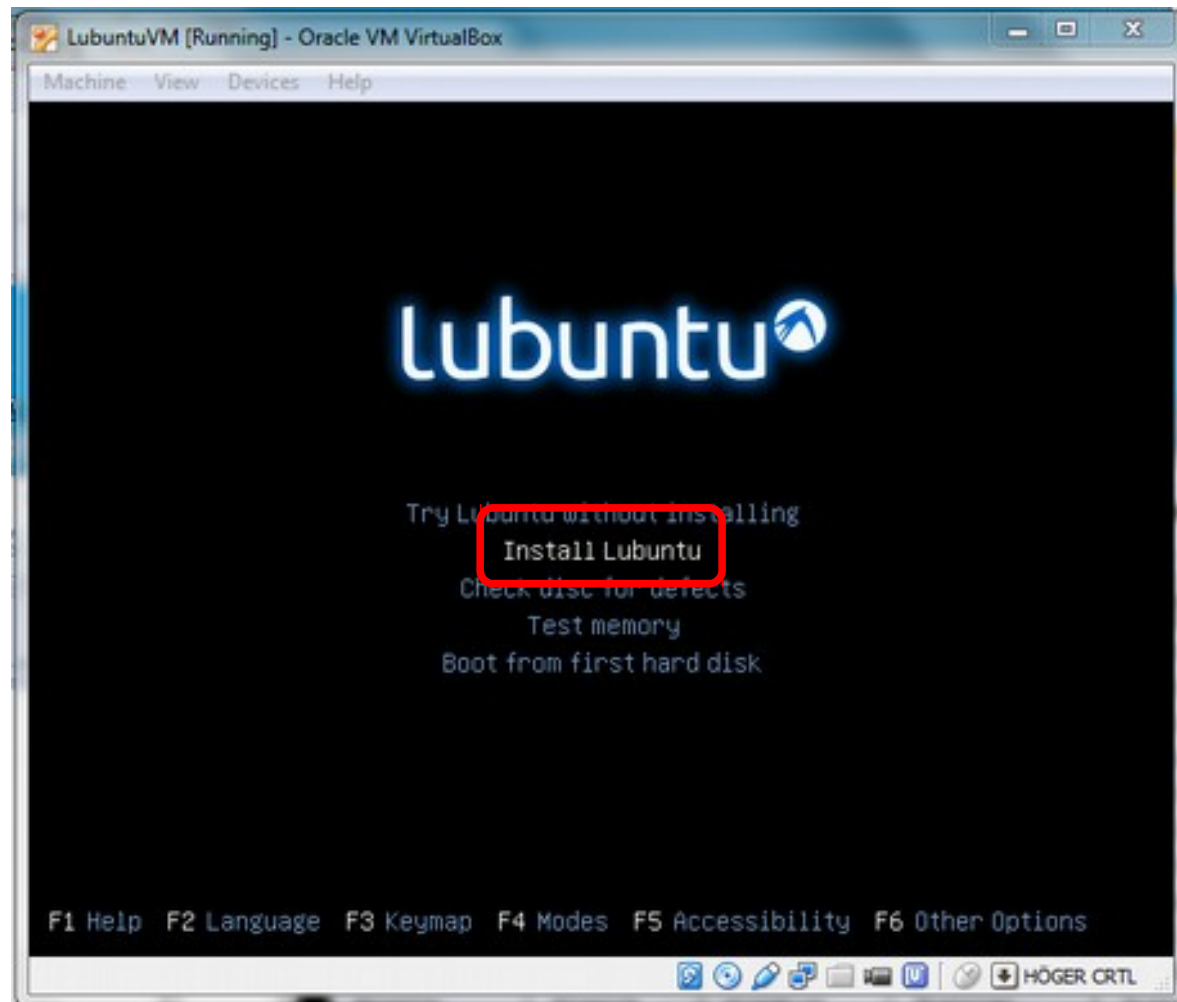 LubuntuVM [Running] - Oracle VM VirtualBox
Machine View Devices Help
lubuntu
Try Lubuntu without installing
Install Lubuntu
Check disc for defects
Test memory
Boot from first hard disk
F1 Help F2 Language F3 Keymap F4 Modes F5 Accessibility F6 Other Options
HÖGER CRTL